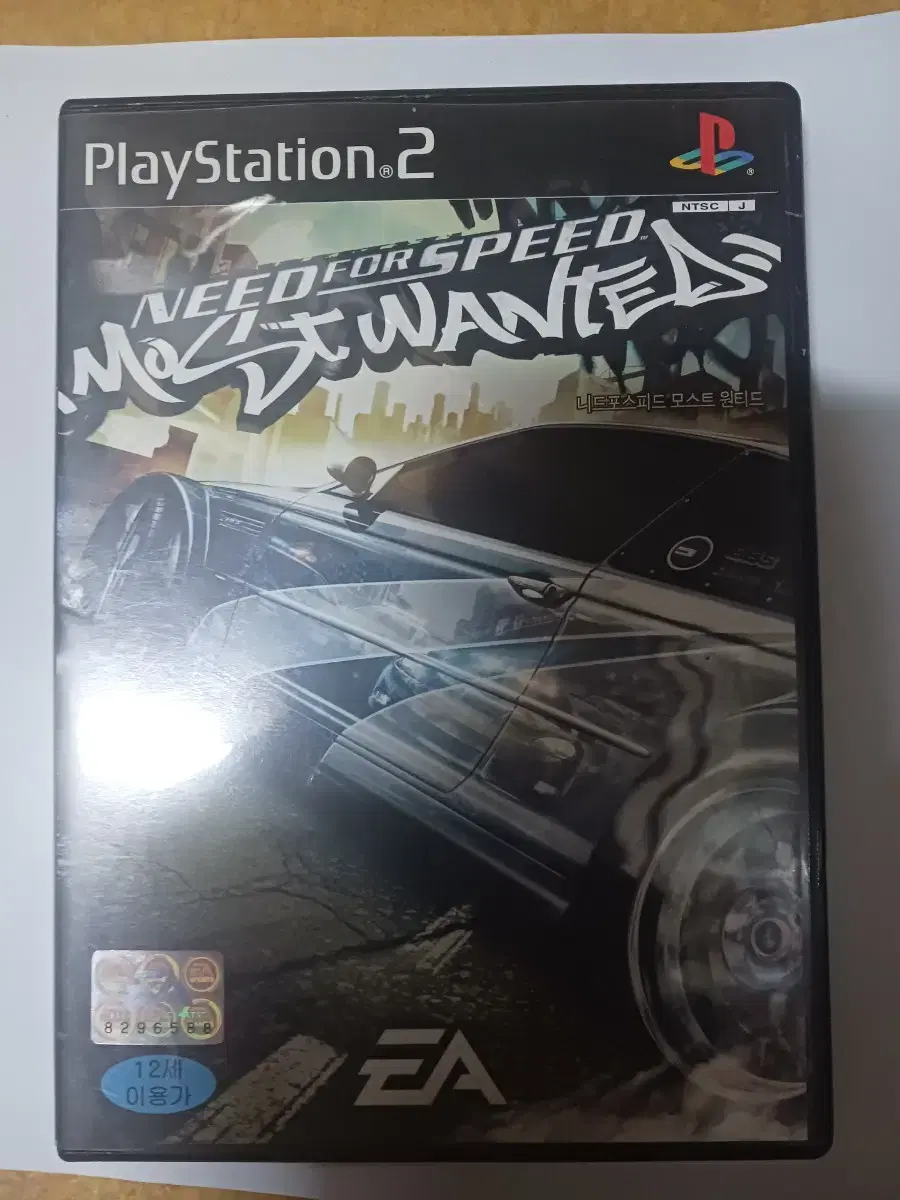 PlayStation®2
NTSC J
NEED FOR SPEED™
MOST WANTED
니드포스피드 모스트 원티드
8296588
12세
이용가
EA